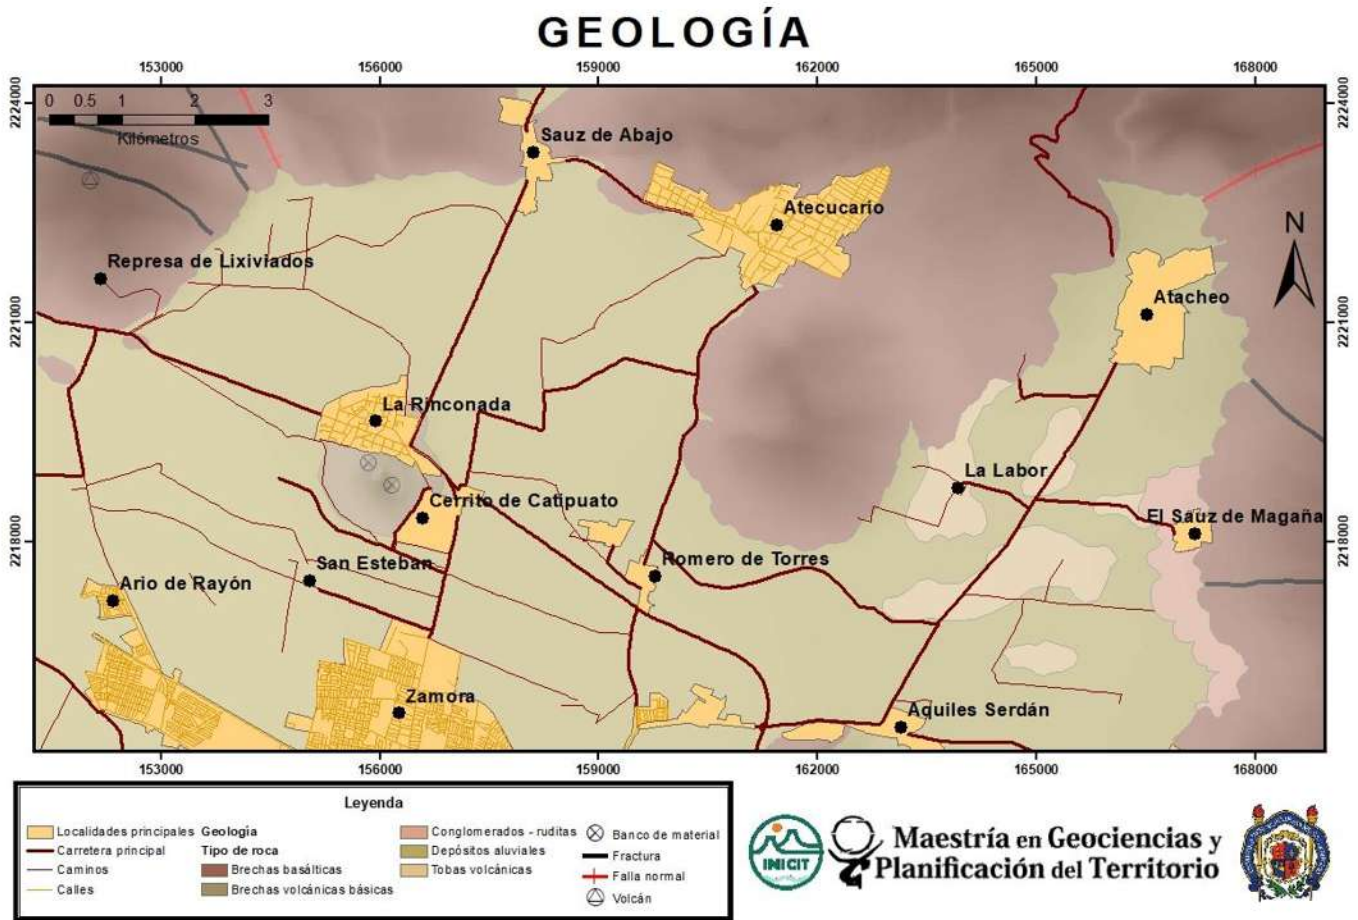 GEOLOGÍA
153000 156000 159000 162000 165000 168000
2224000 2224000
0 0.5 1 2 3
Kilómetros
Sauz de Abajo
Atecucario
N
Represa de Lixiviados
Atacheo
2221000 2221000
La Rinconada
La Labor
Cerrito de Catipuato
El Sauz de Magaña
2218000 2218000
San Esteban
Romero de Torres
Ario de Rayón
Zamora
Aquiles Serdán
153000 156000 159000 162000 165000 168000
Leyenda
Localidades principales
Carretera principal
Caminos
Calles
Geología
Tipo de roca
Brechas basálticas
Brechas volcánicas básicas
Conglomerados - ruditas
Depósitos aluviales
Tobas volcánicas
Banco de material
Fractura
Falla normal
Volcán
INICIT
Maestría en Geociencias y
Planificación del Territorio